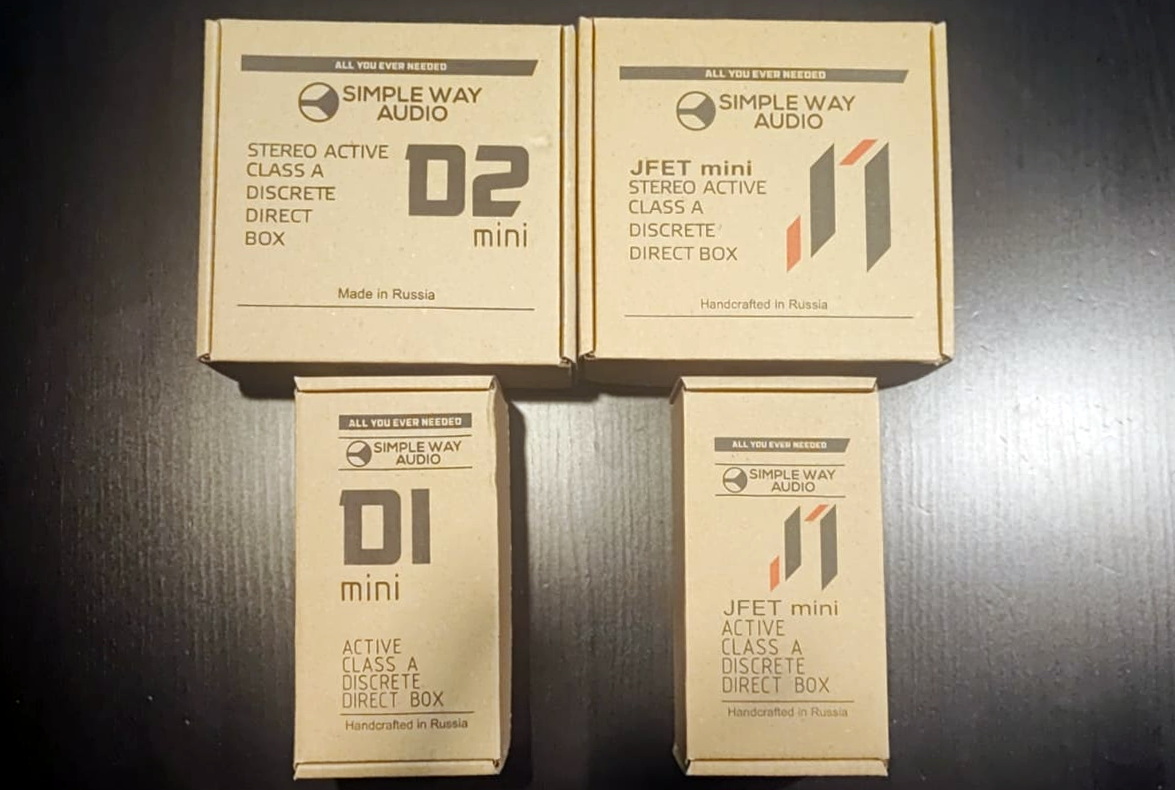 ALL YOU EVER NEEDED
SIMPLE WAY
AUDIO
STEREO ACTIVE
CLASS A
DISCRETE
DIRECT
BOX
D2
mini
Made in Russia
ALL YOU EVER NEEDED
SIMPLE WAY
AUDIO
JFET mini
STEREO ACTIVE
CLASS A
DISCRETE
DIRECT BOX
Handcrafted in Russia
ALL YOU EVER NEEDED
SIMPLE WAY
AUDIO
D1
mini
ACTIVE
CLASS A
DISCRETE
DIRECT BOX
Handcrafted in Russia
ALL YOU EVER NEEDED
SIMPLE WAY
AUDIO
JFET mini
ACTIVE
CLASS A
DISCRETE
DIRECT BOX
Handcrafted in Russia